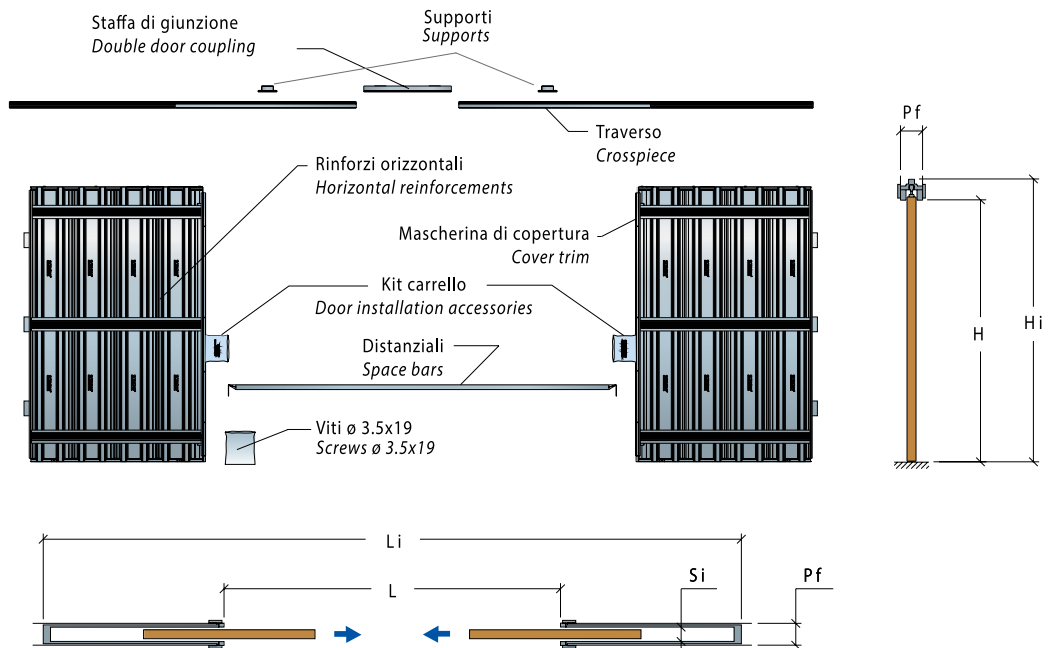 Staffa di giunzione
Double door coupling
Supporti
Supports
Traverso
Crosspiece
Pf
Rinforzi orizzontali
Horizontal reinforcements
Mascherina di copertura
Cover trim
Kit carrello
Door installation accessories
H
Hi
Distanziali
Space bars
Viti ø 3.5x19
Screws ø 3.5x19
Li
L
Si
Pf